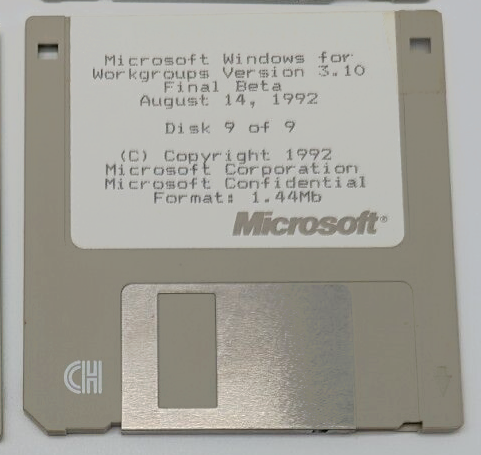 Microsoft Windows for
Workgroups Version 3.10
Final Beta
August 14, 1992
Disk 9 of 9
(C) Copyright 1992
Microsoft Corporation
Microsoft Confidential
Format: 1.44Mb
Microsoft®
CH